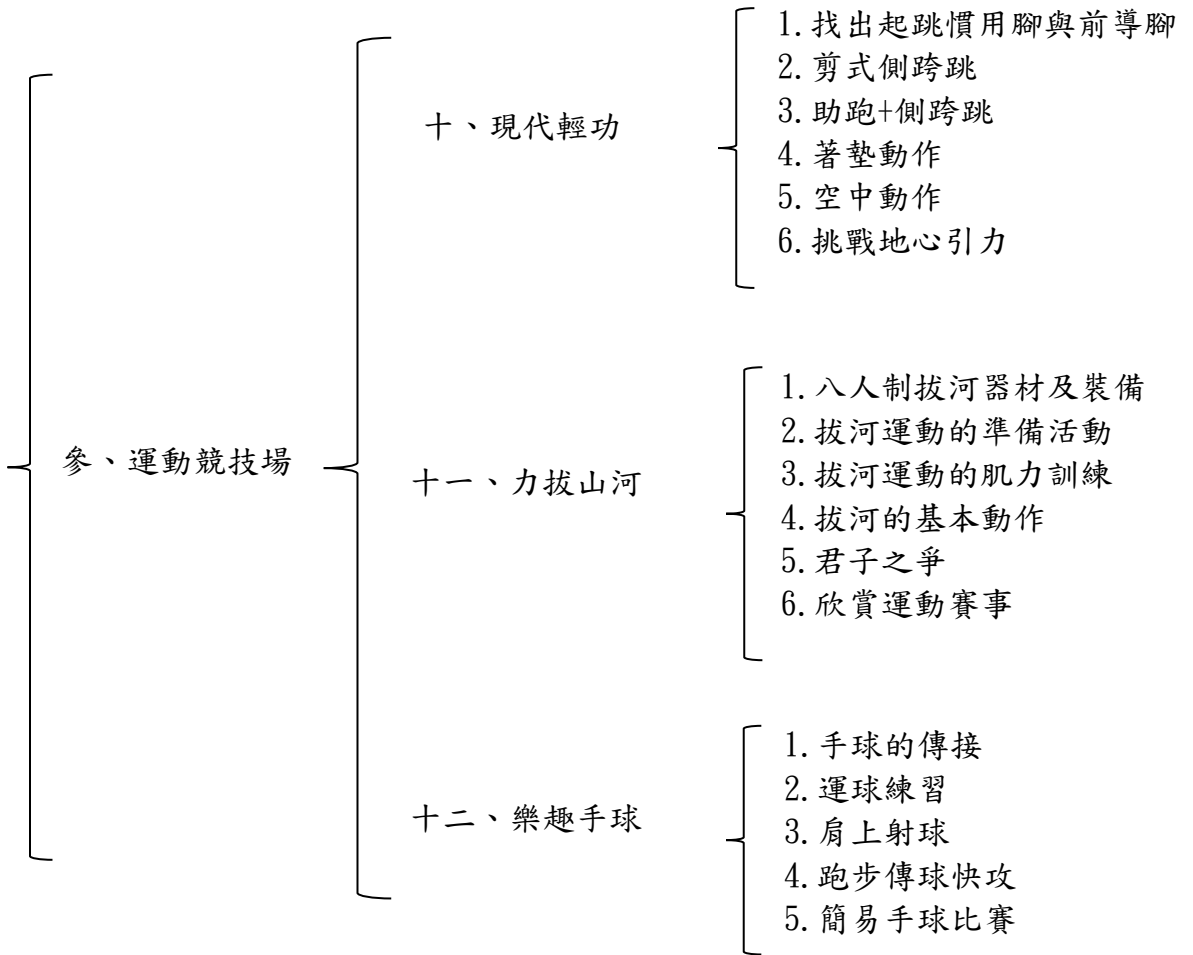 參、運動競技場
十、現代輕功
1.找出起跳慣用腳與前導腳
2.剪式側跨跳
3.助跑+側跨跳
4.著墊動作
5.空中動作
6.挑戰地心引力
十一、力拔山河
1.八人制拔河器材及裝備
2.拔河運動的準備活動
3.拔河運動的肌力訓練
4.拔河的基本動作
5.君子之爭
6.欣賞運動賽事
十二、樂趣手球
1.手球的傳接
2.運球練習
3.肩上射球
4.跑步傳球快攻
5.簡易手球比賽